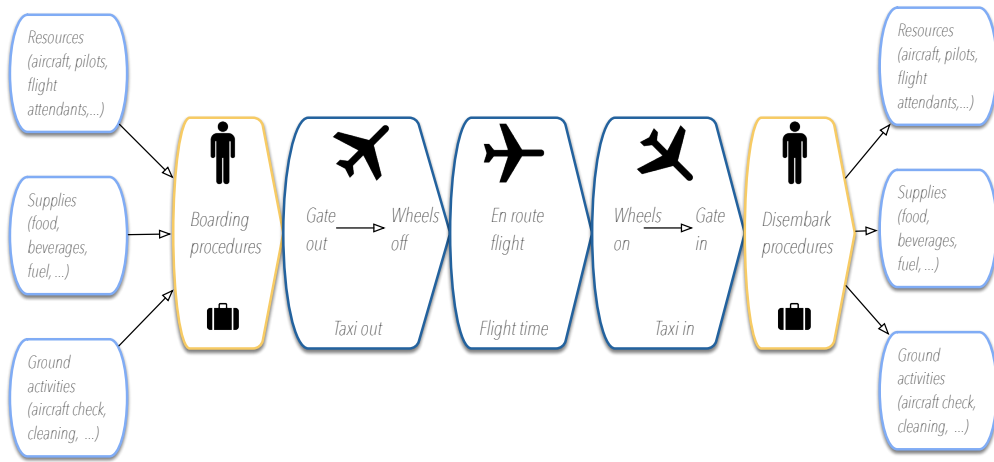 Resources
(aircraft, pilots,
flight
attendants,...)
Supplies
(food,
beverages,
fuel, ...)
Ground
activities
(aircraft check,
cleaning, ...)
Boarding
procedures
Gate
out
Wheels
off
Taxi out
En route
flight
Flight time
Wheels
on
Gate
in
Taxi in
Disembark
procedures
Resources
(aircraft, pilots,
flight
attendants,...)
Supplies
(food,
beverages,
fuel, ...)
Ground
activities
(aircraft check,
cleaning, ...)